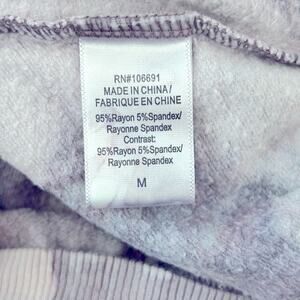 RN#106691
MADE IN CHINA/
FABRIQUE EN CHINE
95%Rayon 5%Spandex/
Rayonne Spandex
Contrast:
95%Rayon 5%Spandex/
Rayonne Spandex
M